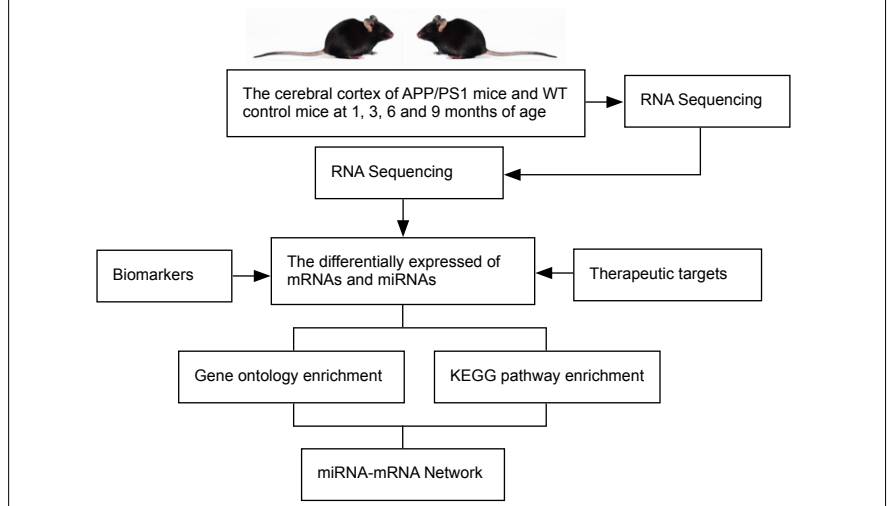 The cerebral cortex of APP/PS1 mice and WT
control mice at 1, 3, 6 and 9 months of age
RNA Sequencing
RNA Sequencing
The differentially expressed of
mRNAs and miRNAs
Biomarkers
Therapeutic targets
Gene ontology enrichment
KEGG pathway enrichment
miRNA-mRNA Network